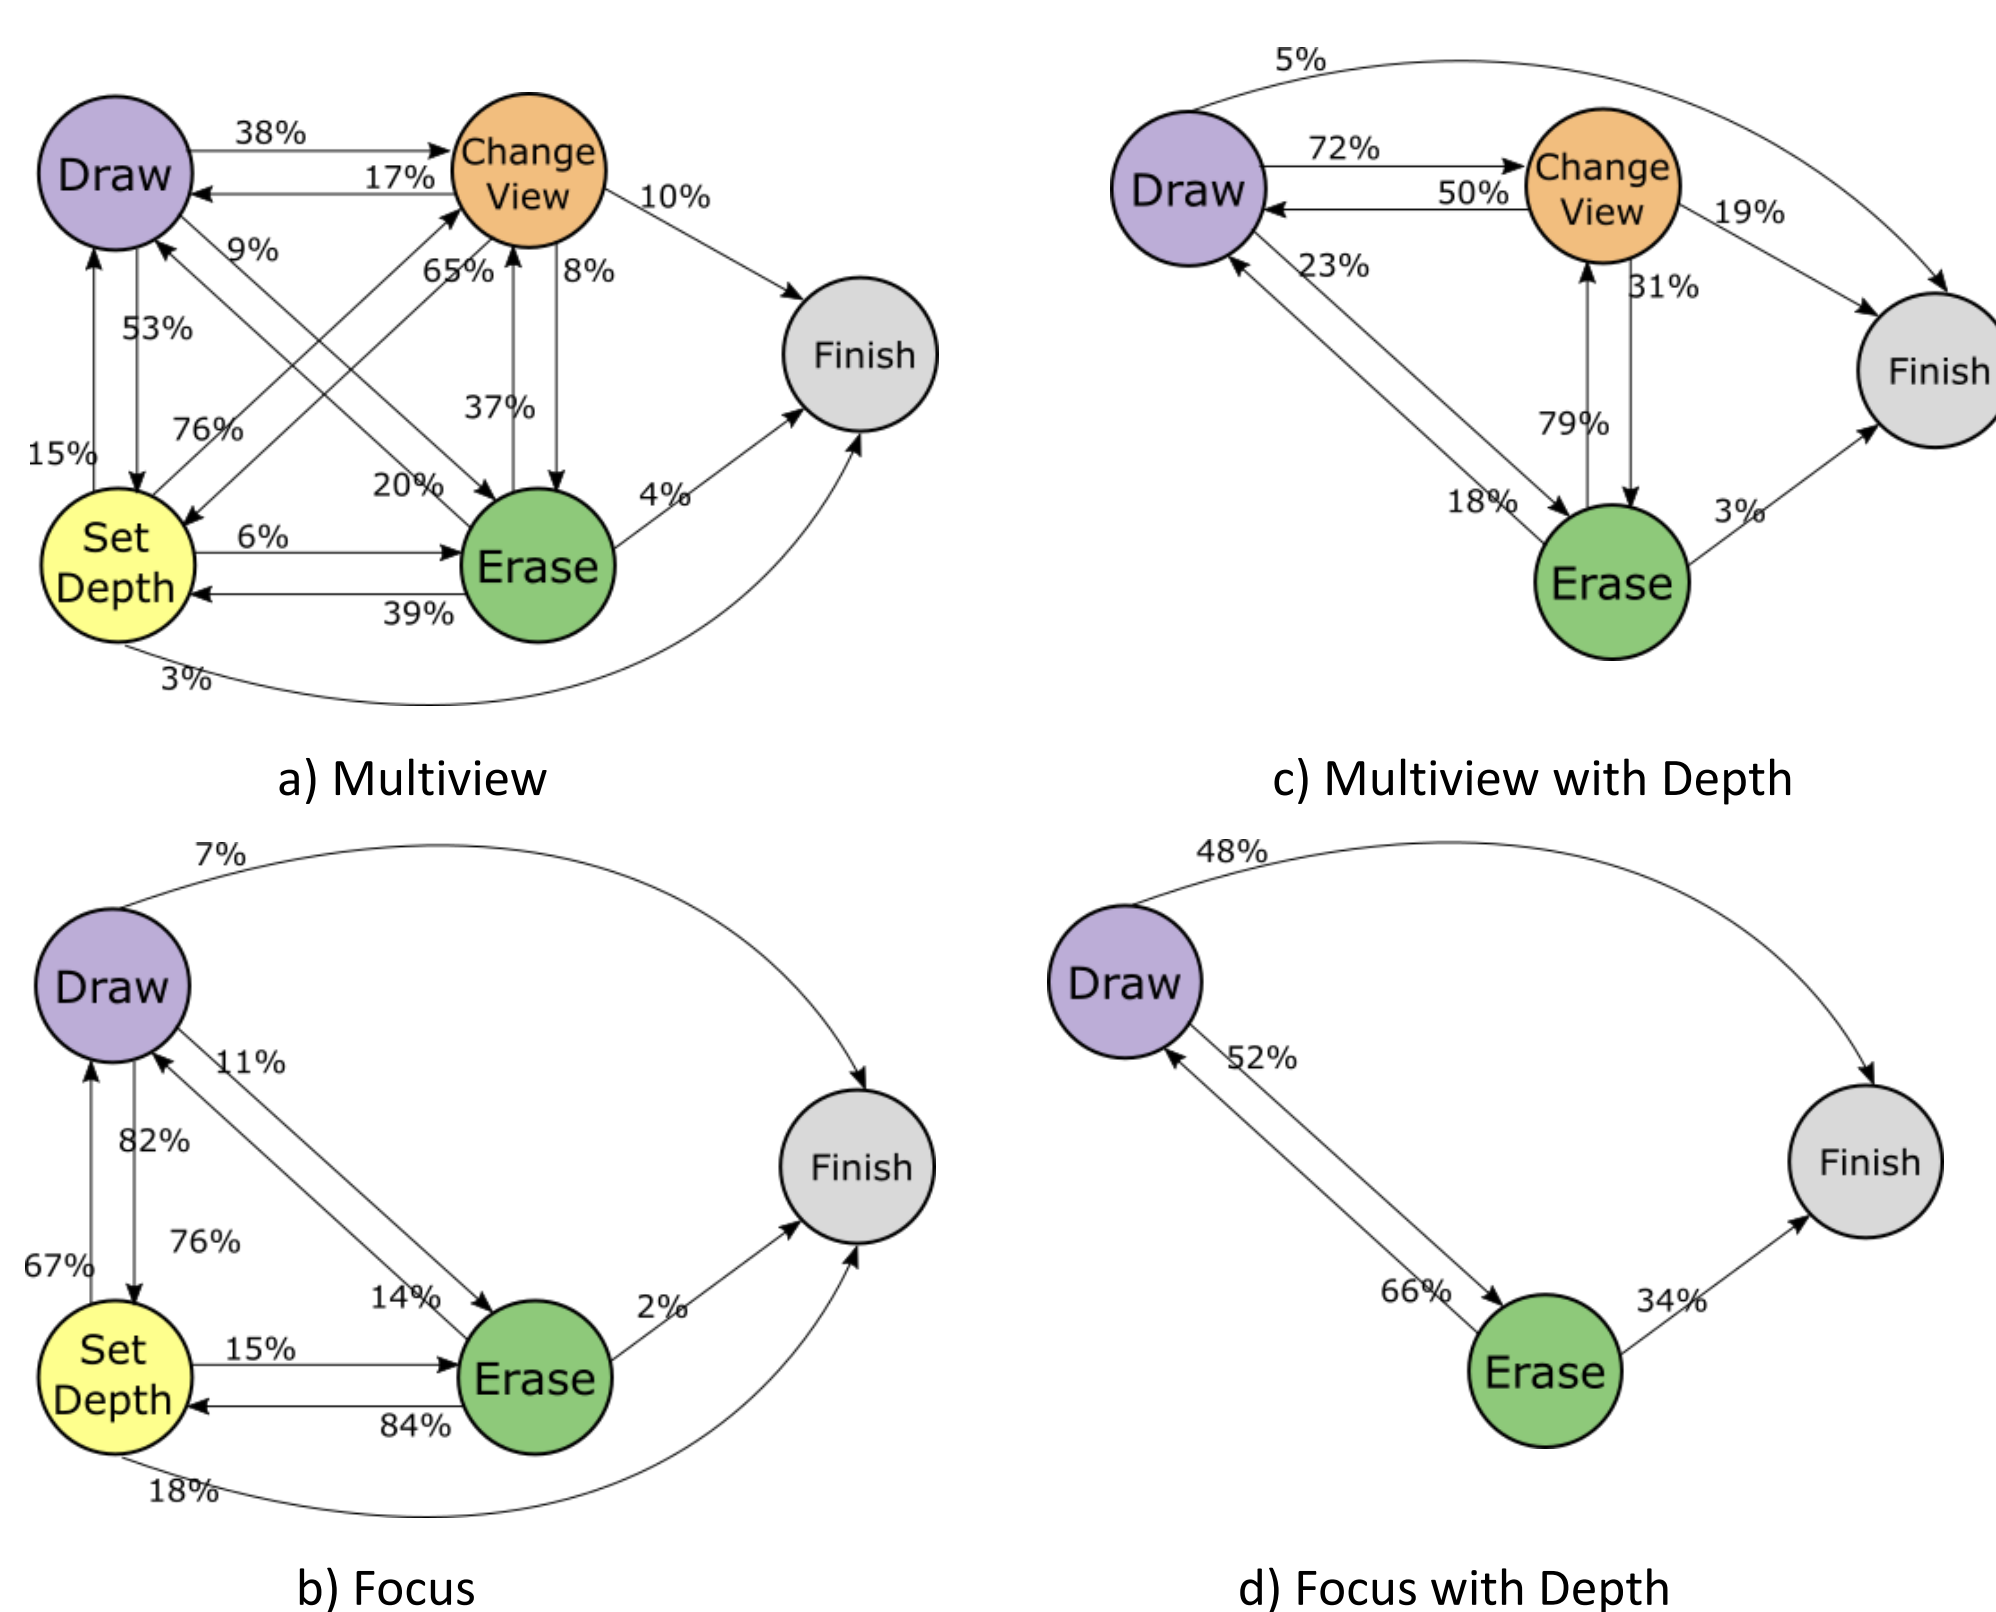 38%
Draw
Change
View
17%
10%
9%
65%
8%
53%
Finish
37%
76%
15%
20%
4%
Set
Depth
6%
Erase
39%
3%
a) Multiview
5%
72%
Draw
Change
View
50%
19%
23%
31%
Finish
79%
18%
3%
Erase
c) Multiview with Depth
7%
Draw
11%
82%
Finish
76%
67%
14%
2%
Set
Depth
15%
Erase
84%
18%
b) Focus
48%
Draw
52%
Finish
66%
34%
Erase
d) Focus with Depth